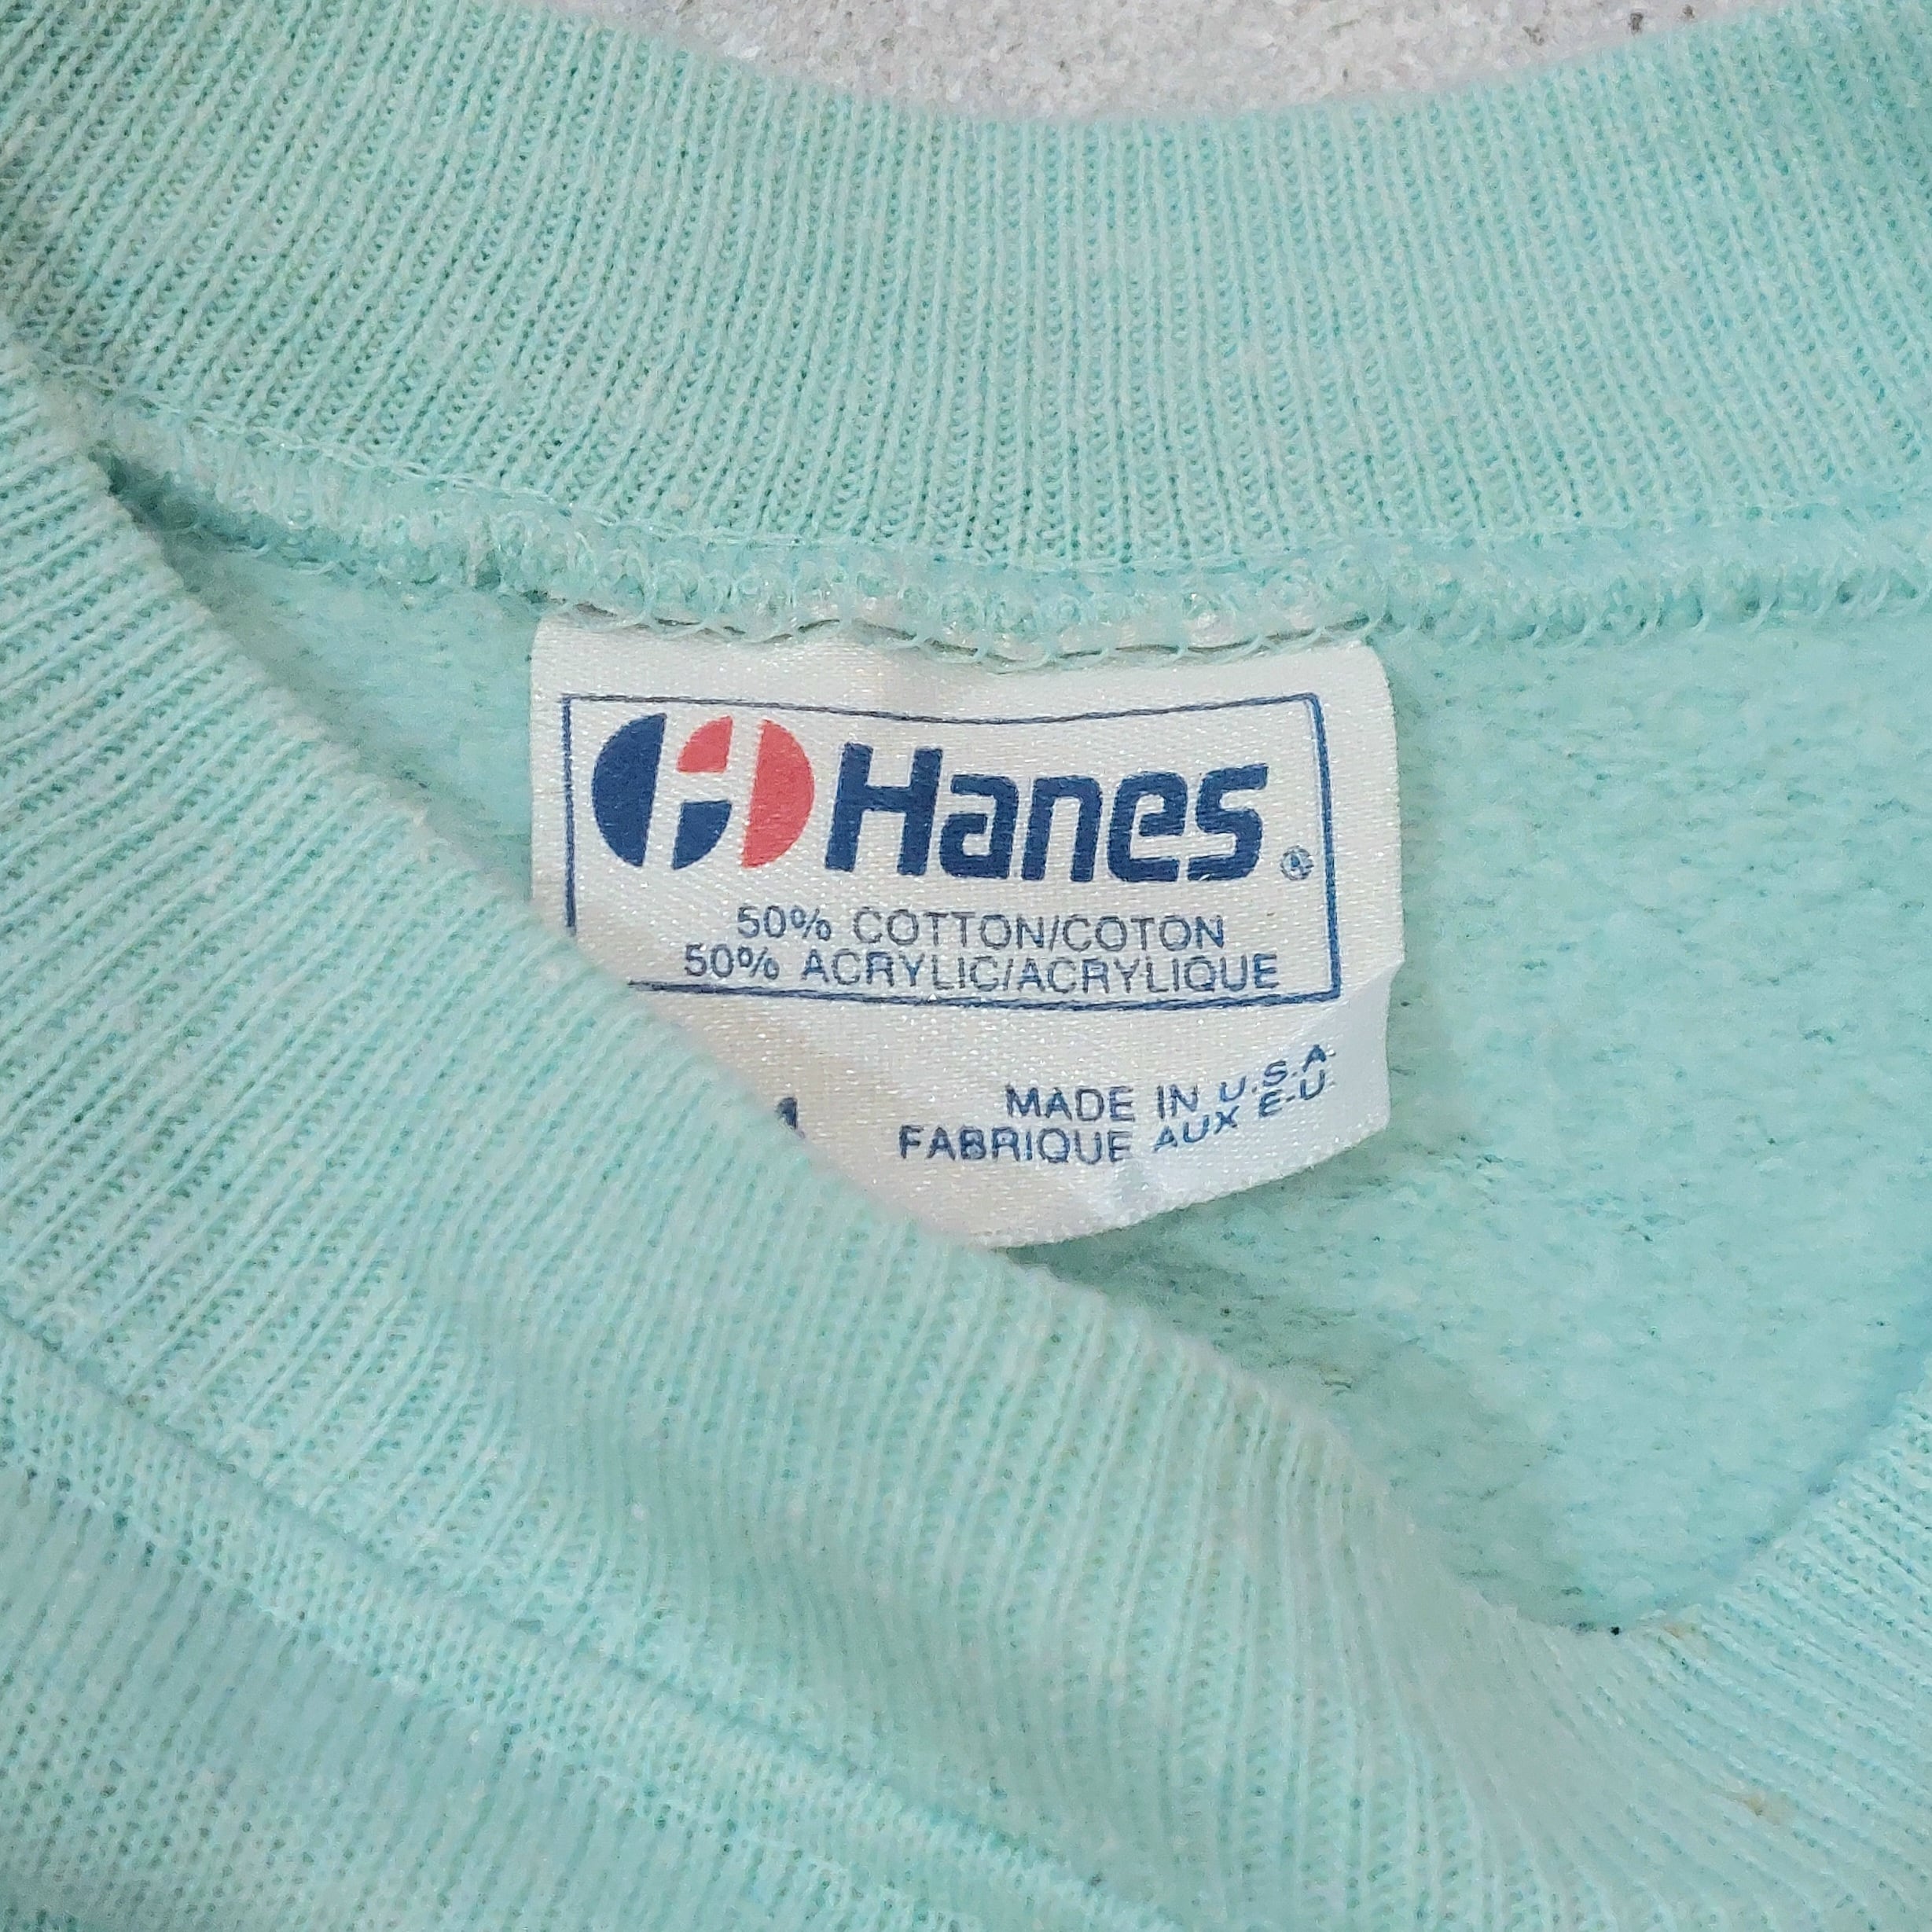 Hanes®
50% COTTON/COTON
50% ACRYLIC/ACRYLIQUE
MADE IN U.S.A.
FABRIQUE AUX E-U.